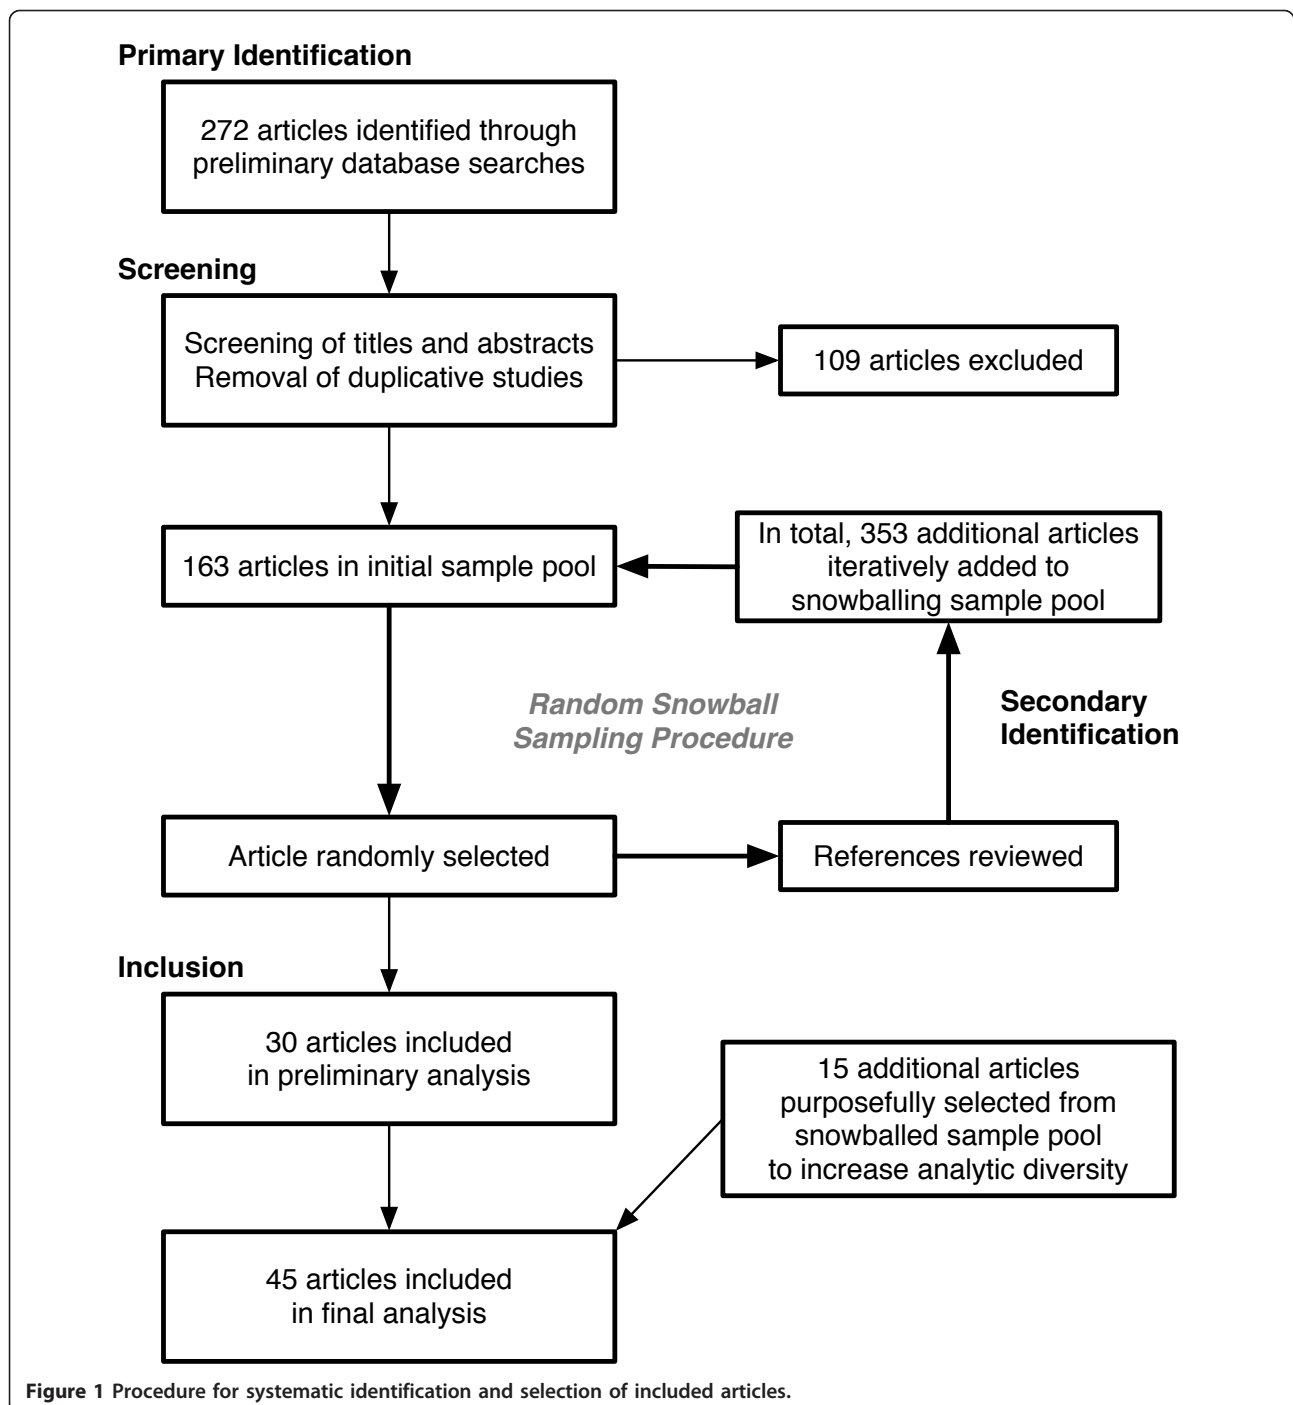 Primary Identification
272 articles identified through
preliminary database searches
Screening
Screening of titles and abstracts
Removal of duplicative studies
109 articles excluded
163 articles in initial sample pool
In total, 353 additional articles
iteratively added to
snowballing sample pool
Random Snowball
Sampling Procedure
Secondary
Identification
Article randomly selected
References reviewed
Inclusion
30 articles included
in preliminary analysis
15 additional articles
purposefully selected from
snowballed sample pool
to increase analytic diversity
45 articles included
in final analysis
Figure 1 Procedure for systematic identification and selection of included articles.